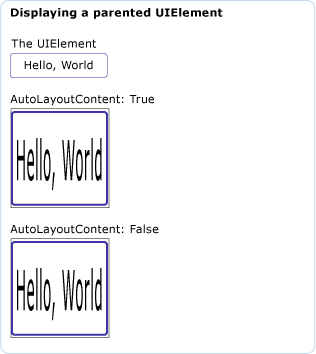 Displaying a parented UIElement
The UIElement
Hello, World
AutoLayoutContent: True
Hello, World
AutoLayoutContent: False
Hello, World